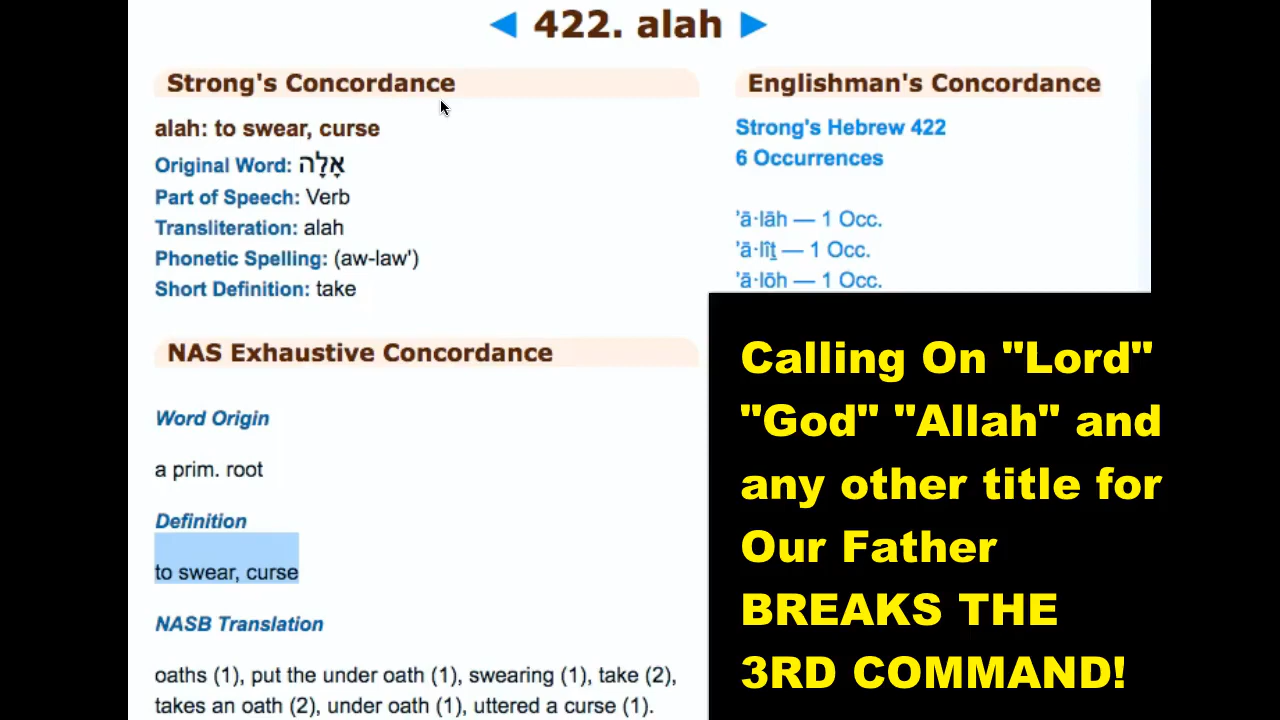 422. alah
Strong's Concordance
alah: to swear, curse
Original Word: אָלָה
Part of Speech: Verb
Transliteration: alah
Phonetic Spelling: (aw-law')
Short Definition: take
NAS Exhaustive Concordance
Word Origin
a prim. root
Definition
to swear, curse
NASB Translation
oaths (1), put the under oath (1), swearing (1), take (2),
takes an oath (2), under oath (1), uttered a curse (1).
Englishman's Concordance
Strong's Hebrew 422
6 Occurrences
'ā·lāh — 1 Occ.
'ā·lîṯ — 1 Occ.
'ā·lōh — 1 Occ.
Calling On "Lord"
"God" "Allah" and
any other title for
Our Father
BREAKS THE
3RD COMMAND!